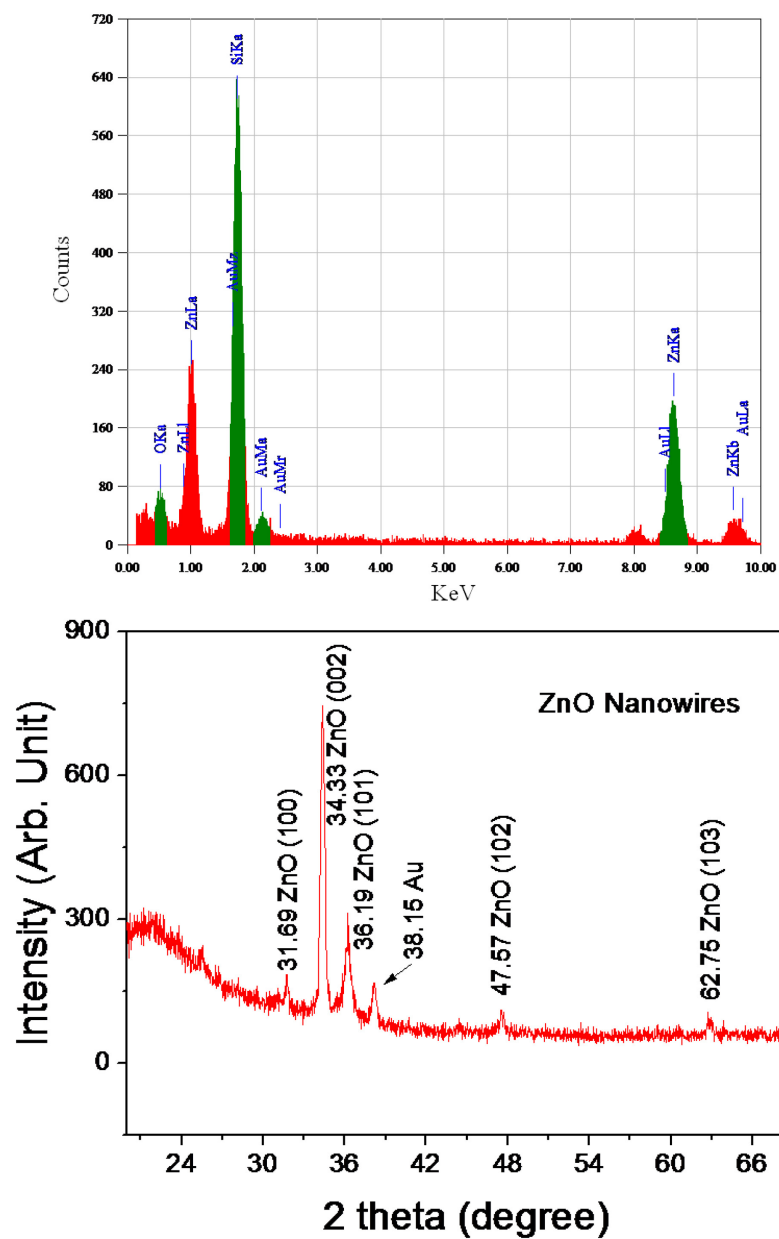 720
640
560
480
400
320
240
160
80
0
Counts
OKa
ZnLl
ZnLa
AuMz
SiKa
AuMa
AuMr
AuLl
ZnKa
ZnKb
AuLa
0.00 1.00 2.00 3.00 4.00 5.00 6.00 7.00 8.00 9.00 10.00
KeV
900
600
300
0
Intensity (Arb. Unit)
ZnO Nanowires
31.69 ZnO (100)
34.33 ZnO (002)
36.19 ZnO (101)
38.15 Au
47.57 ZnO (102)
62.75 ZnO (103)
24 30 36 42 48 54 60 66
2 theta (degree)